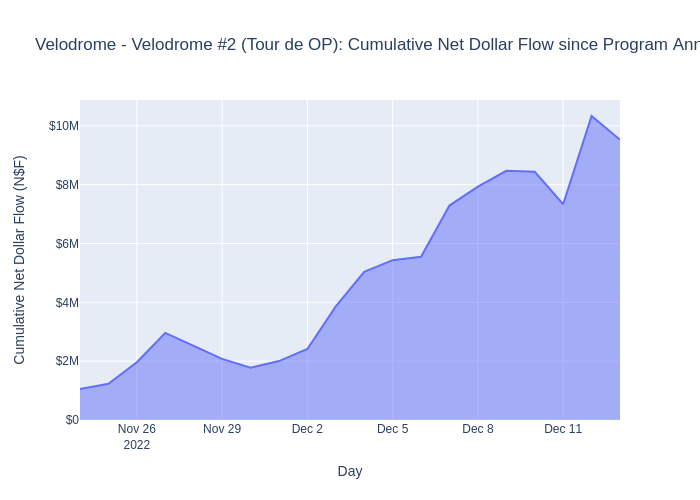 Velodrome - Velodrome #2 (Tour de OP): Cumulative Net Dollar Flow since Program Ann
Cumulative Net Dollar Flow (N$F)
$10M
$8M
$6M
$4M
$2M
$0
Nov 26 Nov 29 Dec 2 Dec 5 Dec 8 Dec 11
2022
Day